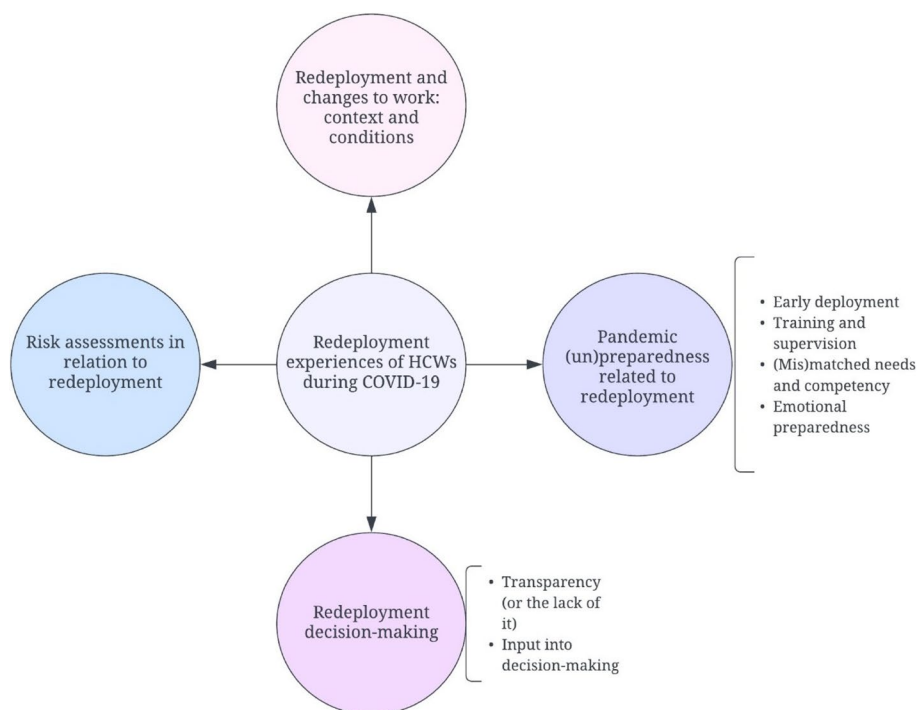 Redeployment and
changes to work:
context and
conditions
Risk assessments in
relation to
redeployment
Redeployment
experiences of HCWs
during COVID-19
Pandemic
(un)preparedness
related to
redeployment
• Early deployment
• Training and
supervision
• (Mis)matched needs
and competency
• Emotional
preparedness
Redeployment
decision-making
• Transparency
(or the lack of
it)
• Input into
decision-making